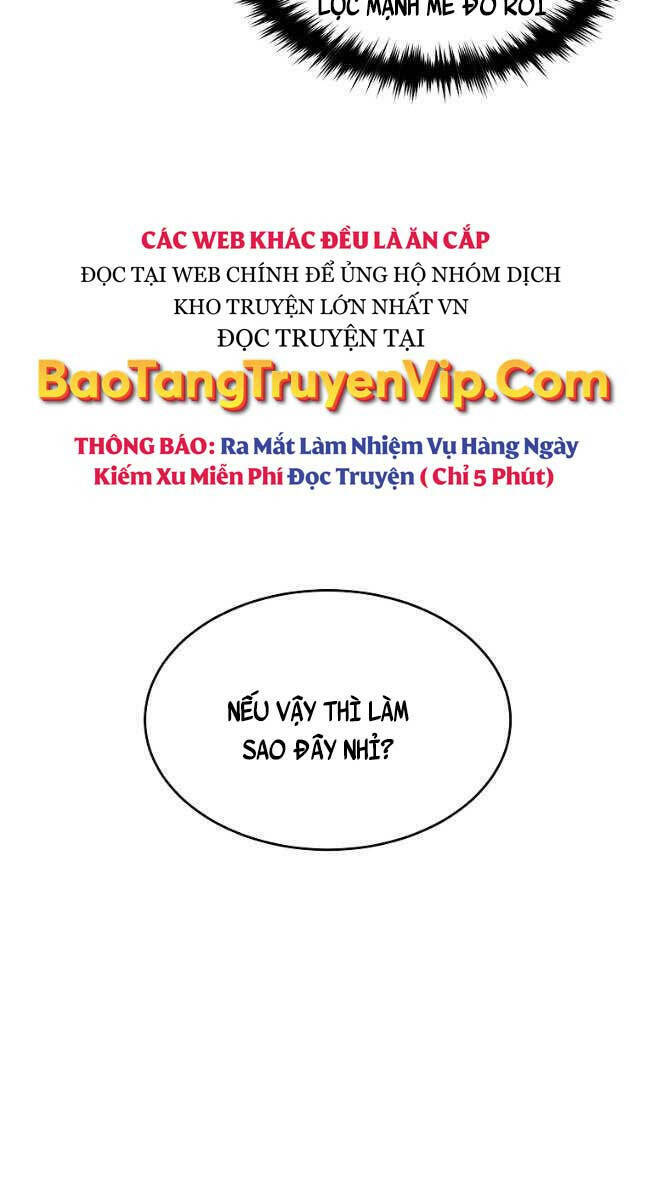 LỘC MẠNH MẼ ĐÓ RỒI
CÁC WEB KHÁC ĐỀU LÀ ĂN CẮP
ĐỌC TẠI WEB CHÍNH ĐỂ ỦNG HỘ NHÓM DỊCH
KHO TRUYỆN LỚN NHẤT VN
ĐỌC TRUYỆN TẠI
BaoTangTruyenVip.Com
THÔNG BÁO: Ra Mắt Làm Nhiệm Vụ Hàng Ngày
Kiếm Xu Miễn Phí Đọc Truyện ( Chỉ 5 Phút)
NẾU VẬY THÌ LÀM
SAO ĐÂY NHỈ?